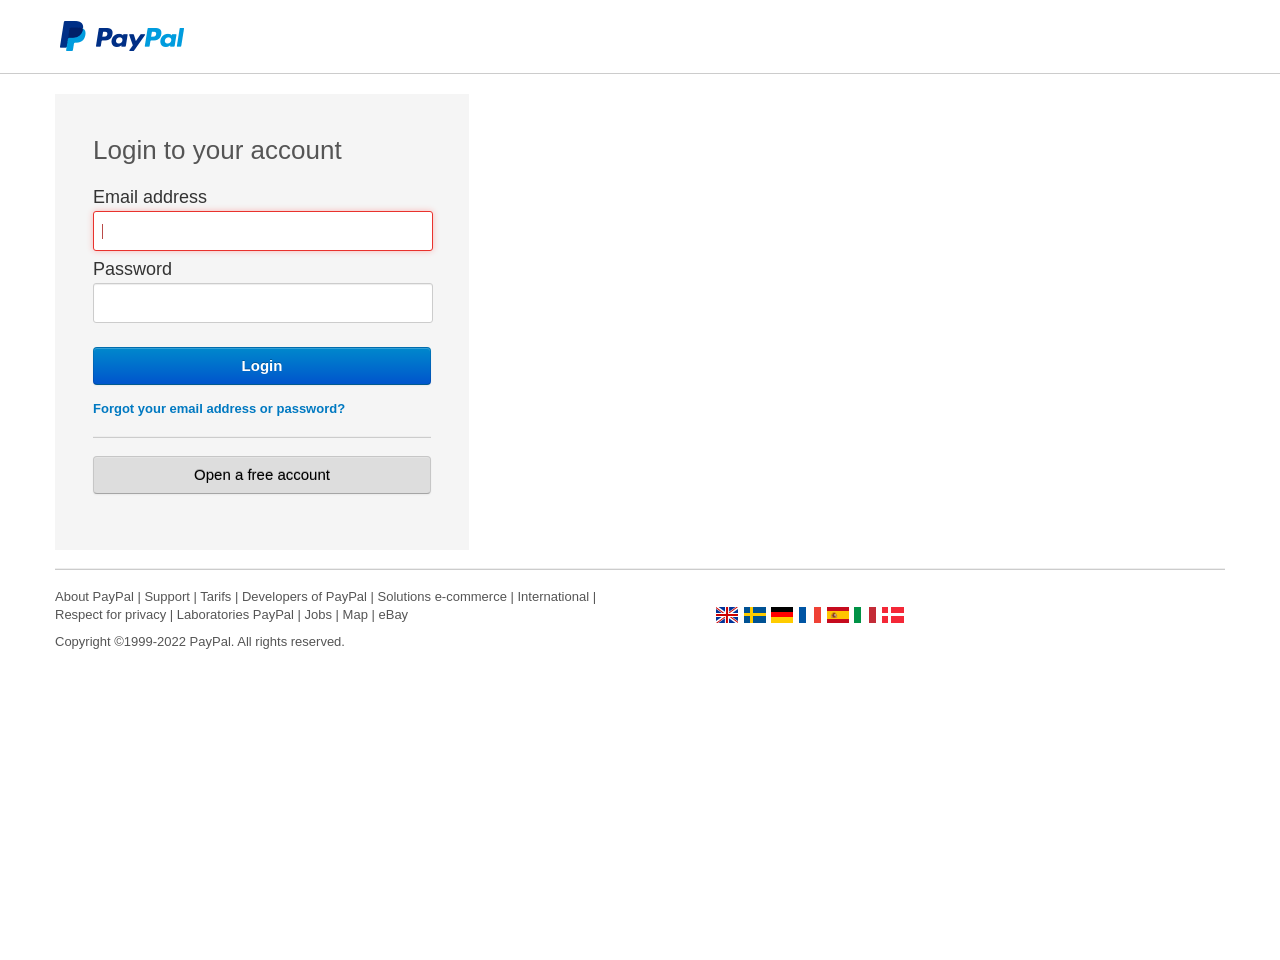 PayPal
Login to your account
Email address
Password
Login
Forgot your email address or password?
Open a free account
About PayPal | Support | Tarifs | Developers of PayPal | Solutions e-commerce | International |
Respect for privacy | Laboratories PayPal | Jobs | Map | eBay
Copyright ©1999-2022 PayPal. All rights reserved.